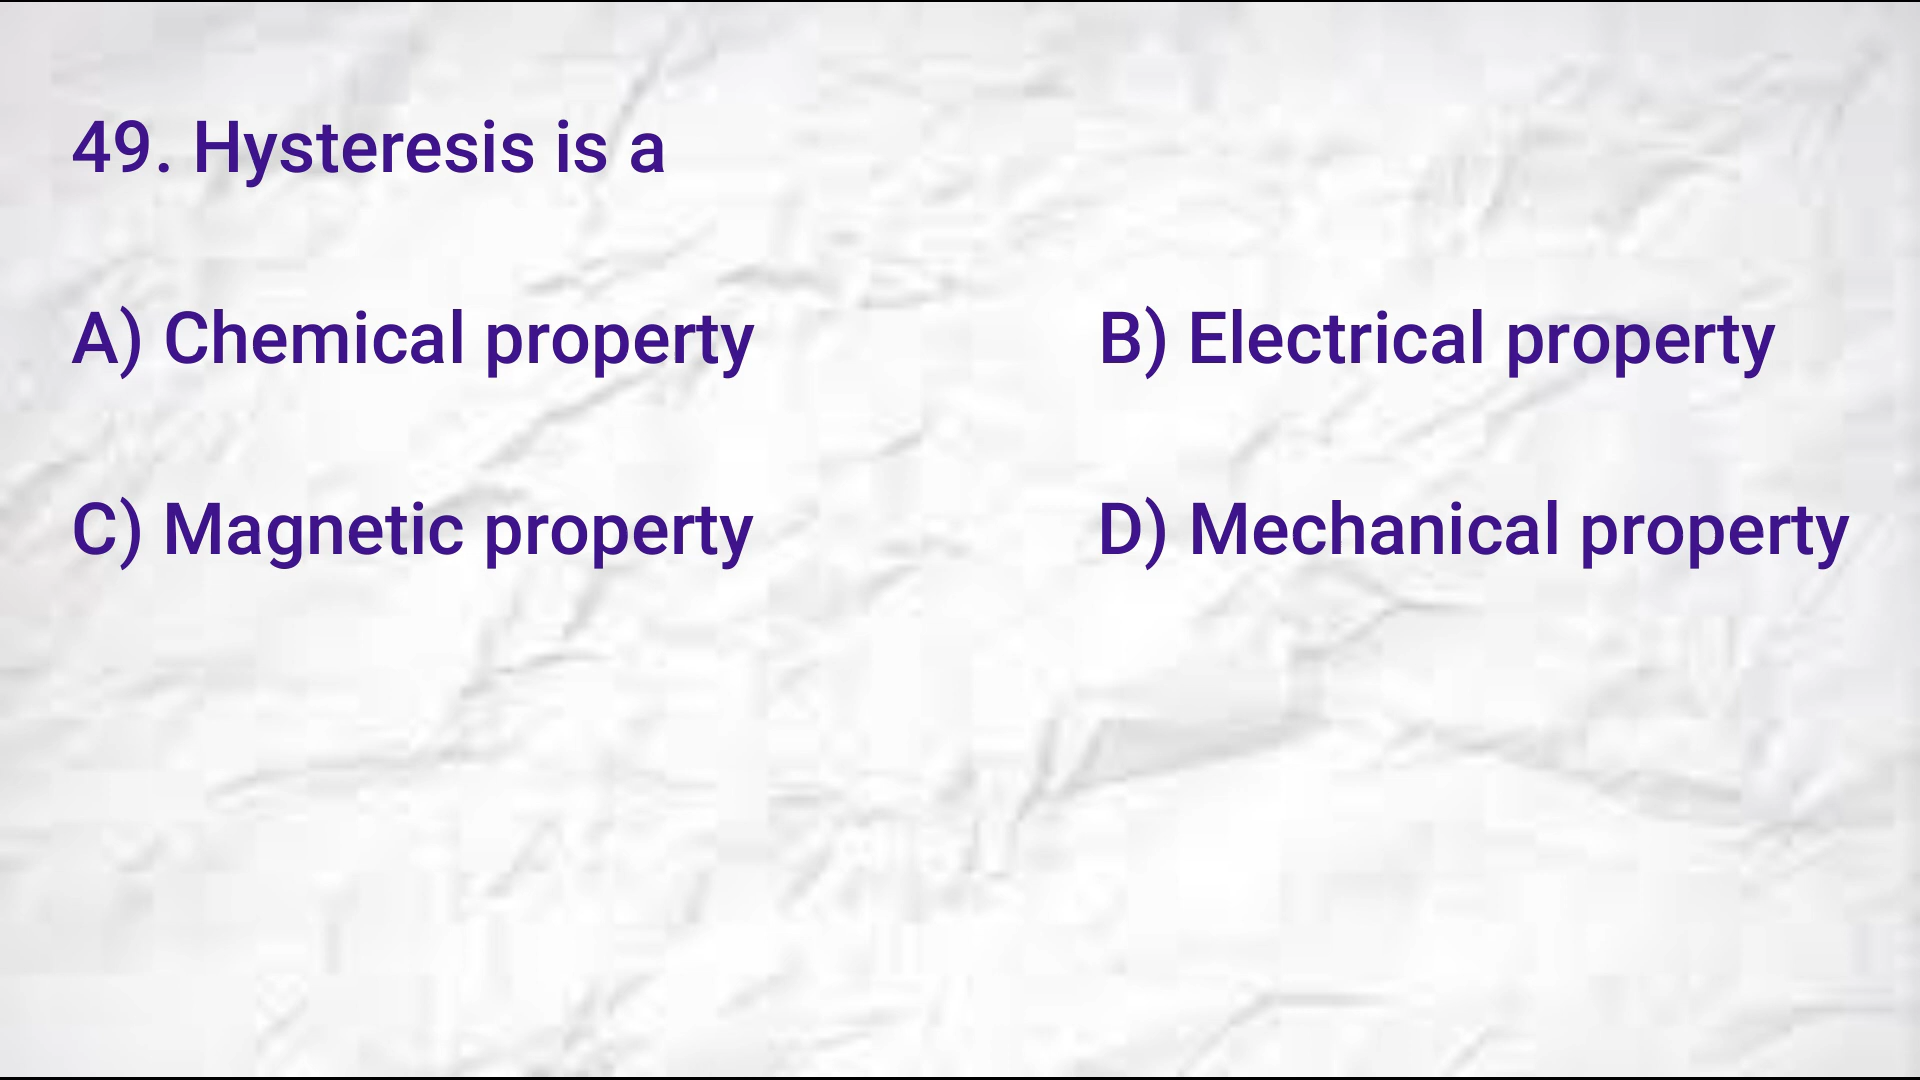 49. Hysteresis is a
A) Chemical property
B) Electrical property
C) Magnetic property
D) Mechanical property